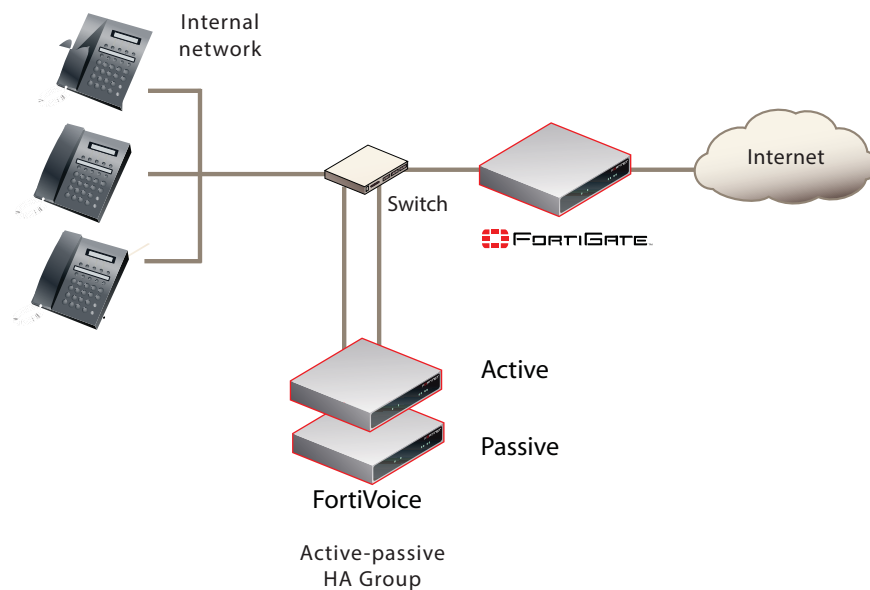 Internal
network
Internet
Switch
FORTIGATE
Active
Passive
FortiVoice
Active-passive
HA Group